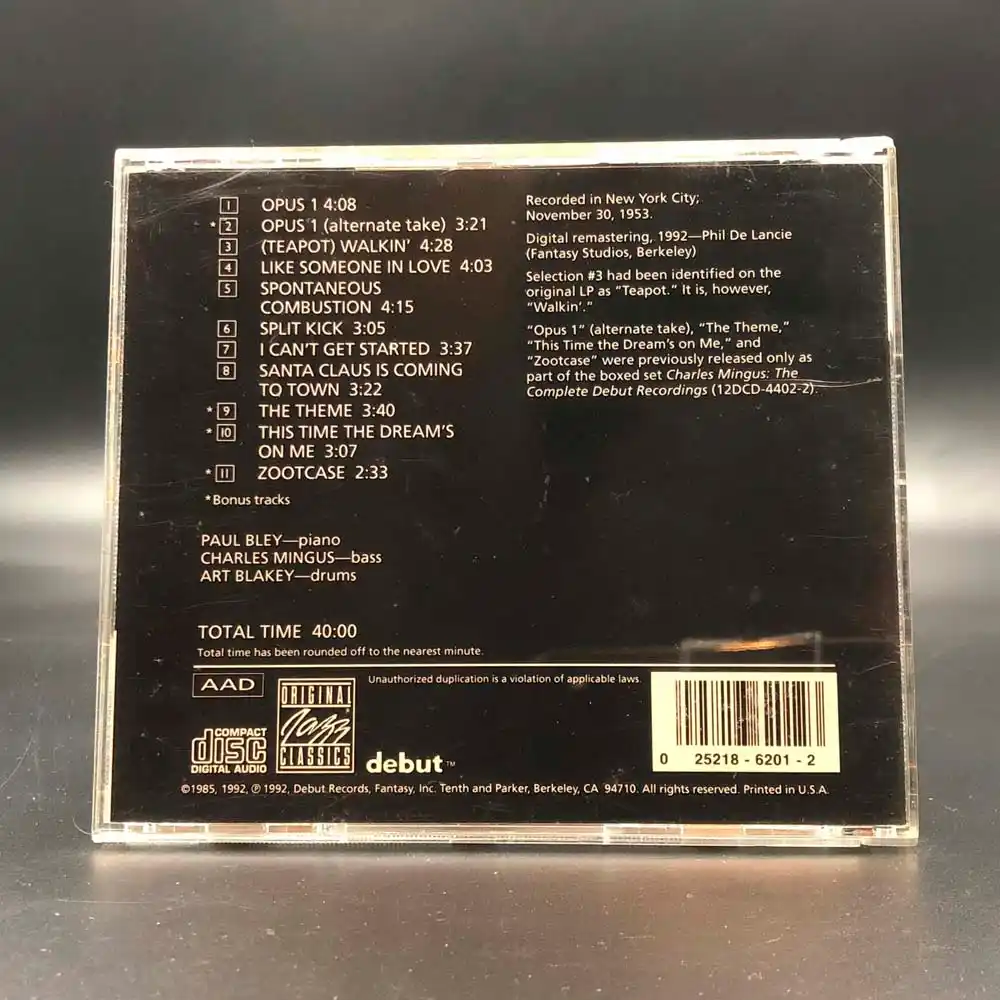 1 OPUS 1 4:08
*2 OPUS 1 (alternate take) 3:21
3 (TEAPOT) WALKIN' 4:28
4 LIKE SOMEONE IN LOVE 4:03
5 SPONTANEOUS
COMBUSTION 4:15
6 SPLIT KICK 3:05
7 I CAN'T GET STARTED 3:37
8 SANTA CLAUS IS COMING
TO TOWN 3:22
*9 THE THEME 3:40
*10 THIS TIME THE DREAM'S
ON ME 3:07
*11 ZOOTCASE 2:33
*Bonus tracks
PAUL BLEY—piano
CHARLES MINGUS—bass
ART BLAKEY—drums
TOTAL TIME 40:00
Total time has been rounded off to the nearest minute.
Recorded in New York City;
November 30, 1953.
Digital remastering, 1992—Phil De Lancie
(Fantasy Studios, Berkeley)
Selection #3 had been identified on the
original LP as "Teapot." It is, however,
"Walkin'."
"Opus 1" (alternate take), "The Theme,"
"This Time the Dream's on Me," and
"Zootcase" were previously released only as
part of the boxed set Charles Mingus: The
Complete Debut Recordings (12DCD-4402-2).
AAD
COMPACT
disc
DIGITAL AUDIO
ORIGINAL
Jazz
CLASSICS
Unauthorized duplication is a violation of applicable laws.
debut™
0 25218 - 6201 - 2
©1985, 1992, ℗ 1992, Debut Records, Fantasy, Inc. Tenth and Parker, Berkeley, CA 94710. All rights reserved. Printed in U.S.A.